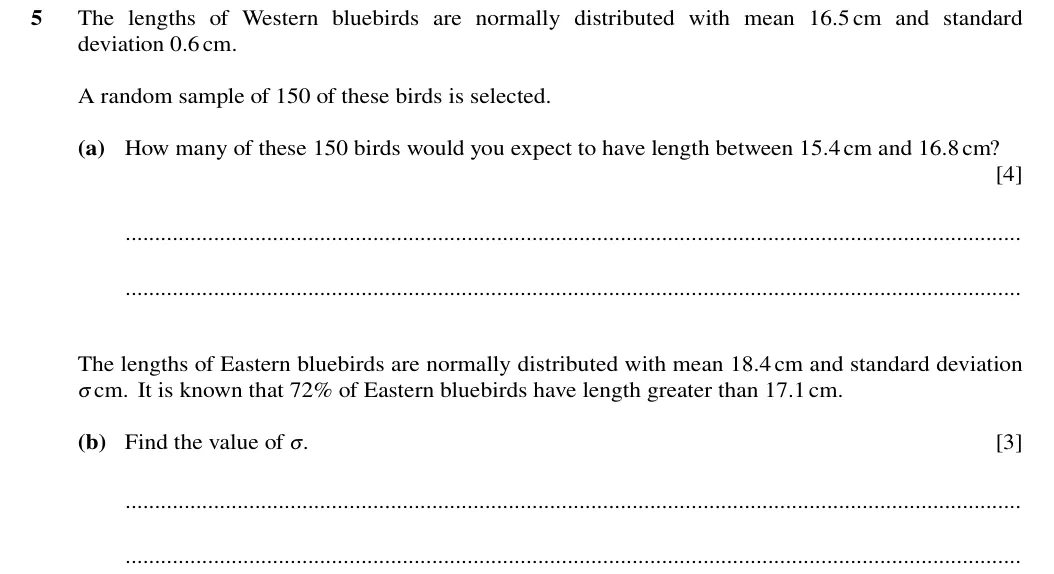 5 The lengths of Western bluebirds are normally distributed with mean 16.5 cm and standard
deviation 0.6 cm.
A random sample of 150 of these birds is selected.
(a) How many of these 150 birds would you expect to have length between 15.4 cm and 16.8 cm?
[4]
The lengths of Eastern bluebirds are normally distributed with mean 18.4 cm and standard deviation
σ cm. It is known that 72% of Eastern bluebirds have length greater than 17.1 cm.
(b) Find the value of σ. [3]